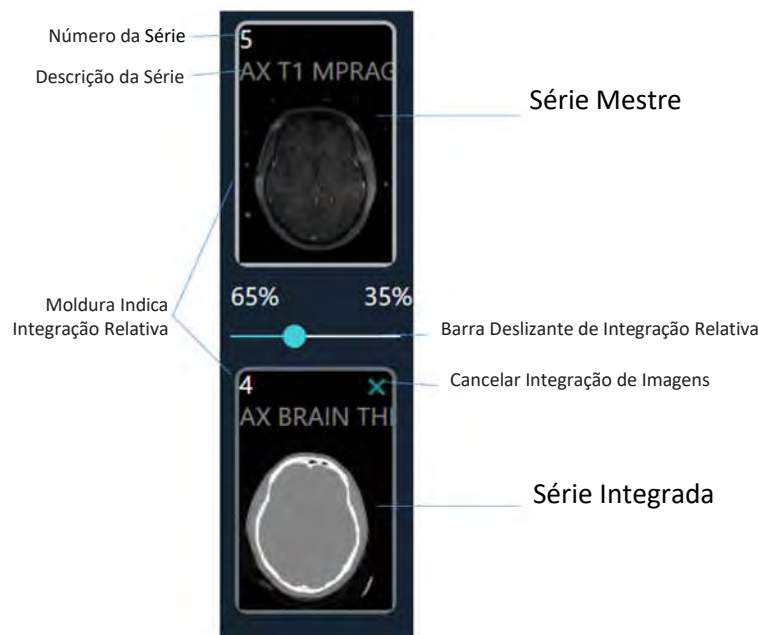 Número da Série
5
Descrição da Série
AX T1 MPRAG
Série Mestre
65%
35%
Moldura Indica
Integração Relativa
Barra Deslizante de Integração Relativa
4
Cancelar Integração de Imagens
AX BRAIN THI
Série Integrada